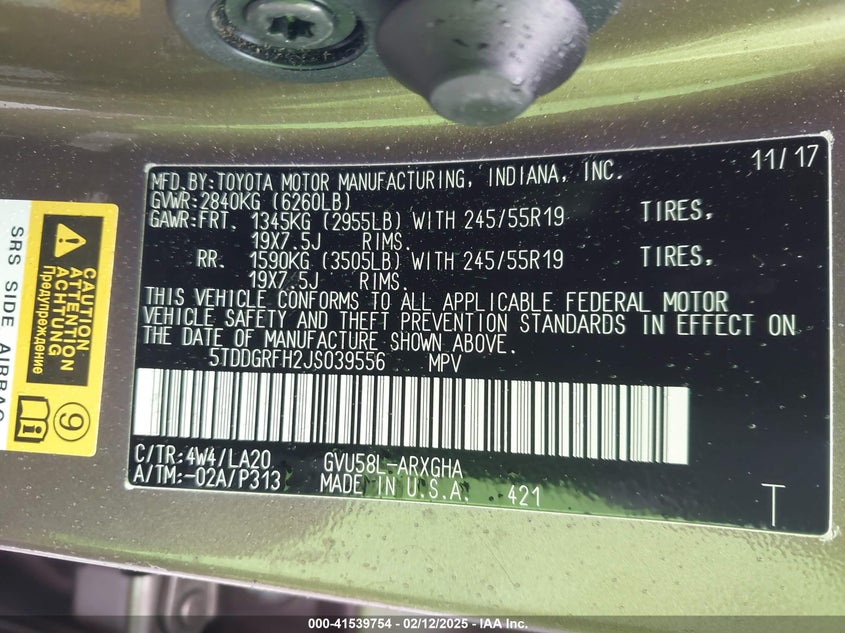 11/17
MFD.BY:TOYOTA MOTOR MANUFACTURING, INDIANA, INC.
GVWR:2840KG (6260LB)
GAWR:FRT. 1345KG (2955LB) WITH 245/55R19 TIRES,
19X7.5J RIMS.
RR. 1590KG (3505LB) WITH 245/55R19 TIRES,
19X7.5J RIMS.
THIS VEHICLE CONFORMS TO ALL APPLICABLE FEDERAL MOTOR
VEHICLE SAFETY AND THEFT PREVENTION STANDARDS IN EFFECT ON
THE DATE OF MANUFACTURE SHOWN ABOVE.
5TDDGRFH2JS039556 MPV
C/TR:4W4/LA20 GVU58L-ARXGHA
A/TM:-02A/P313 MADE IN U.S.A. 421
T
CAUTION
ATTENTION
ACHTUNG
Предупреждение
9
SRS SIDE AIRBAG
000-41539754 - 02/12/2025 - IAA Inc.